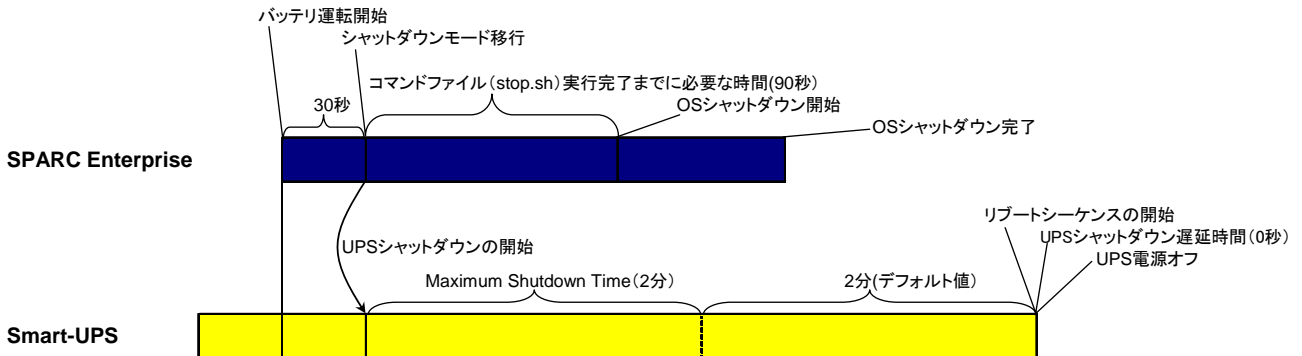 バッテリ運転開始
シャットダウンモード移行
コマンドファイル(stop.sh)実行完了までに必要な時間(90秒)
30秒
OSシャットダウン開始
OSシャットダウン完了
SPARC Enterprise
リブートシーケンスの開始
UPSシャットダウン遅延時間(0秒)
UPSシャットダウンの開始
UPS電源オフ
Maximum Shutdown Time(2分)
2分(デフォルト値)
Smart-UPS